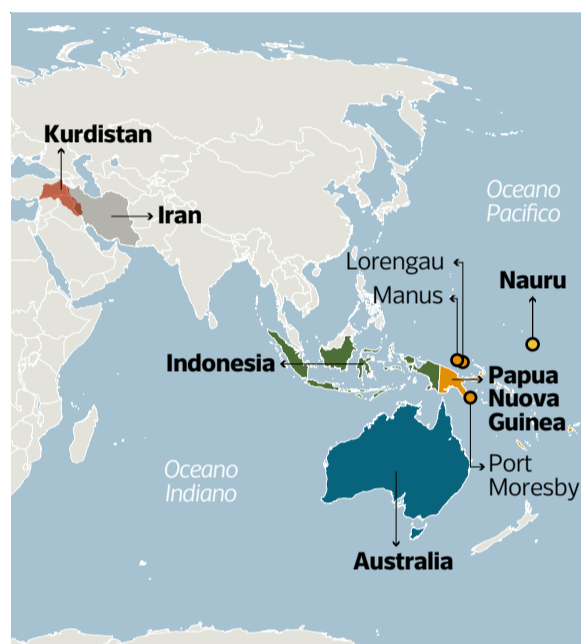 Kurdistan
Iran
Oceano
Pacifico
Lorengau
Manus
Nauru
Indonesia
Papua
Nuova
Guinea
Port
Moresby
Oceano
Indiano
Australia